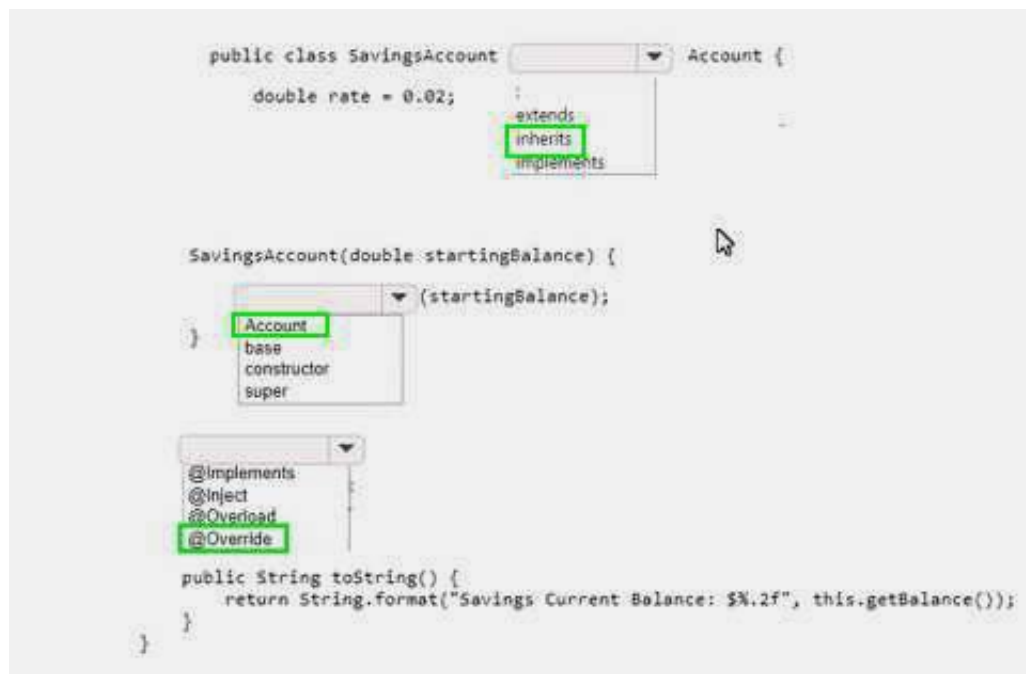 public class SavingsAccount Account {
double rate = 0.02;
extends
inherits
implements
SavingsAccount(double startingBalance) {
(startingBalance);
}
Account
base
constructor
super
@Implements
@Inject
@Overload
@Override
public String toString() {
return String.format("Savings Current Balance: $%.2f", this.getBalance());
}
}